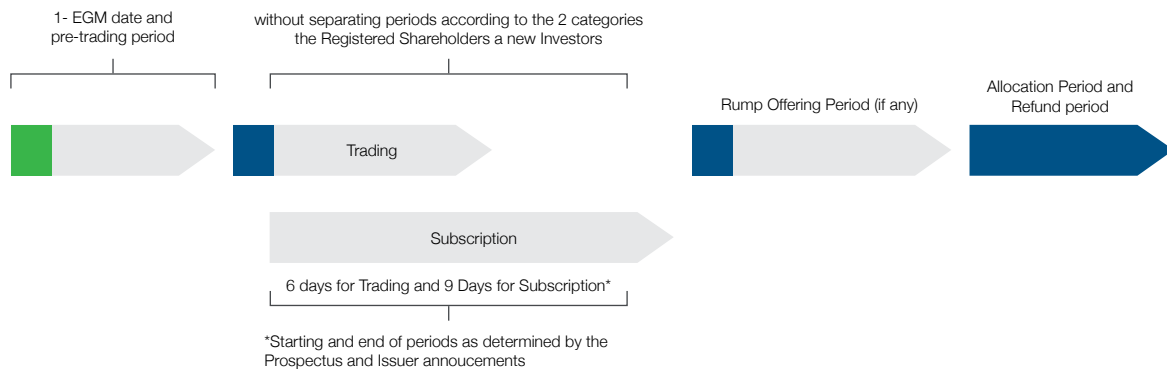 1- EGM date and
pre-trading period
without separating periods according to the 2 categories
the Registered Shareholders a new Investors
Rump Offering Period (if any)
Allocation Period and
Refund period
Trading
Subscription
6 days for Trading and 9 Days for Subscription*
*Starting and end of periods as determined by the
Prospectus and Issuer annoucements